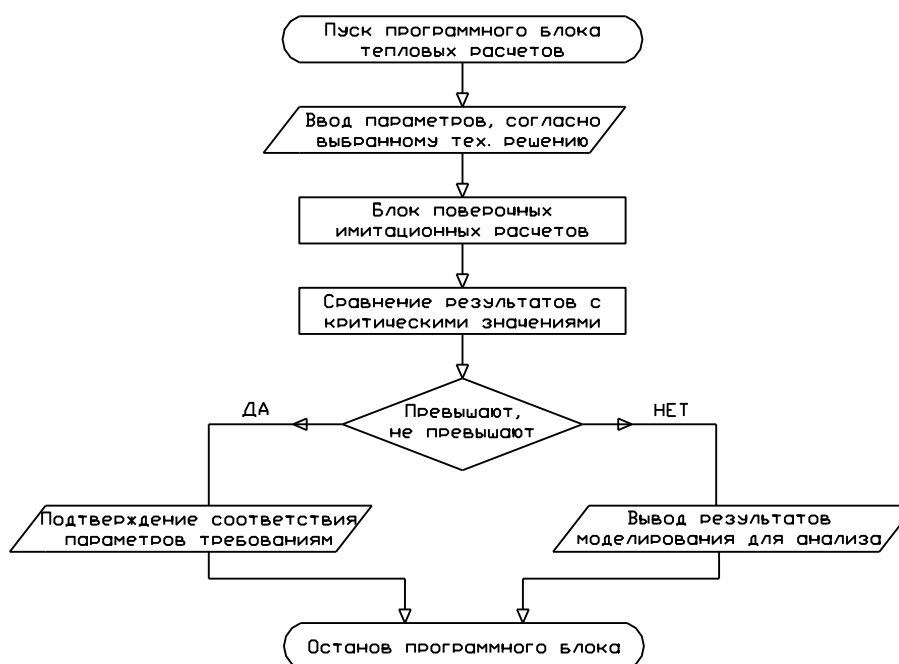 Пуск программного блока
тепловых расчетов
Ввод параметров, согласно
выбранному тех. решению
Блок поверочных
имитационных расчетов
Сравнение результатов с
критическими значениями
Превышают,
не превышают
ДА
НЕТ
Подтверждение соответствия
параметров требованиям
Вывод результатов
моделирования для анализа
Останов программного блока